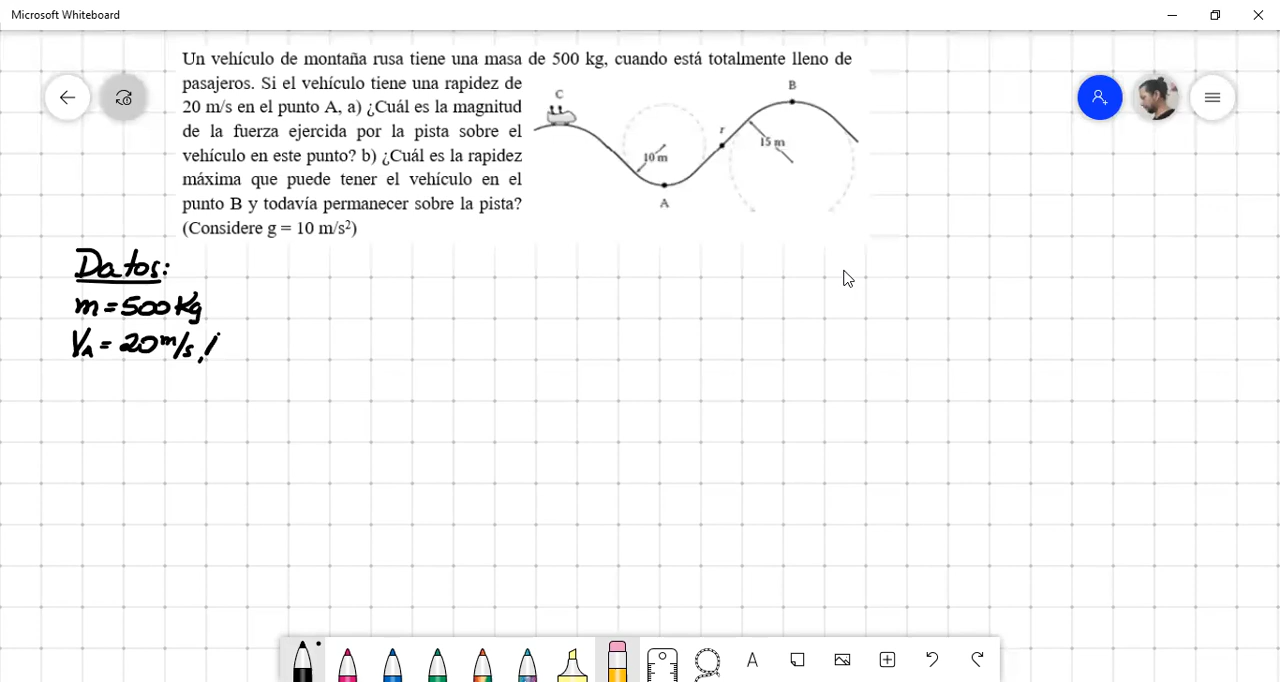 Microsoft Whiteboard
Un vehículo de montaña rusa tiene una masa de 500 kg, cuando está totalmente lleno de
pasajeros. Si el vehículo tiene una rapidez de
20 m/s en el punto A, a) ¿Cuál es la magnitud
de la fuerza ejercida por la pista sobre el
vehículo en este punto? b) ¿Cuál es la rapidez
máxima que puede tener el vehículo en el
punto B y todavía permanecer sobre la pista?
(Considere g = 10 m/s²)
C
B
r
10 m
15 m
A
Datos:
m = 500 Kg
VA = 20 m/s
A